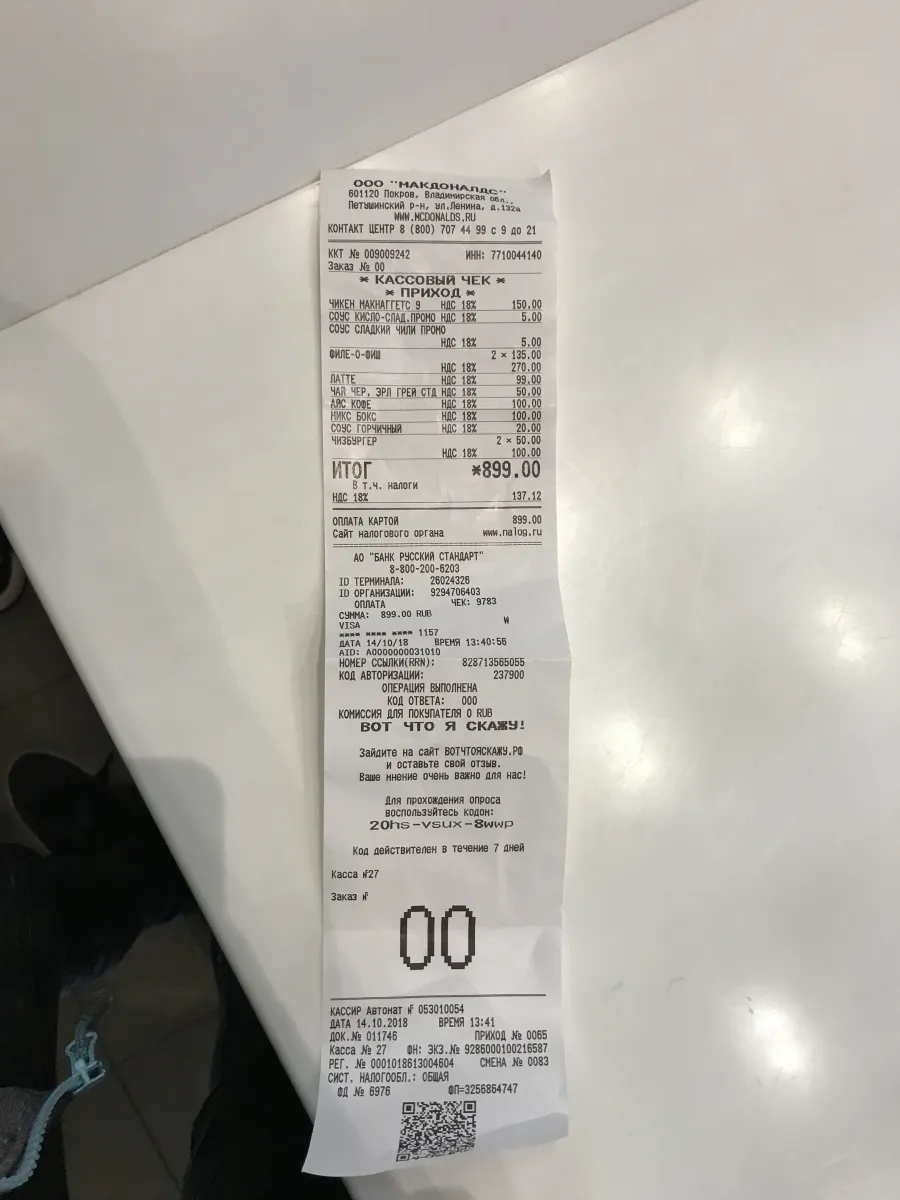 ООО "МАКДОНАЛДС"
601120 Покров, Владимирская обл.,
Петушинский р-н, ул.Ленина, д.132а
WWW.MCDONALDS.RU
КОНТАКТ ЦЕНТР 8 (800) 707 44 99 с 9 до 21
ККТ № 009009242 ИНН: 7710044140
Заказ № 00
* КАССОВЫЙ ЧЕК *
* ПРИХОД *
ЧИКЕН МАКНАГГЕТС 9 НДС 18% 150.00
СОУС КИСЛО-СЛАД.ПРОМО НДС 18% 5.00
СОУС СЛАДКИЙ ЧИЛИ ПРОМО
НДС 18% 5.00
ФИЛЕ-О-ФИШ 2 × 135.00
НДС 18% 270.00
ЛАТТЕ НДС 18% 99.00
ЧАЙ ЧЕР, ЭРЛ ГРЕЙ СТД НДС 18% 50.00
АЙС КОФЕ НДС 18% 100.00
МИКС БОКС НДС 18% 100.00
СОУС ГОРЧИЧНЫЙ НДС 18% 20.00
ЧИЗБУРГЕР 2 × 50.00
НДС 18% 100.00
ИТОГ *899.00
В т.ч. налоги
НДС 18% 137.12
ОПЛАТА КАРТОЙ 899.00
Сайт налогового органа www.nalog.ru
АО "БАНК РУССКИЙ СТАНДАРТ"
8-800-200-6203
ID ТЕРМИНАЛА: 26024326
ID ОРГАНИЗАЦИИ: 9294706403
ОПЛАТА ЧЕК: 9783
СУММА: 899.00 RUB
VISA W
**** **** **** 1157
ДАТА 14/10/18 ВРЕМЯ 13:40:56
AID: A0000000031010
НОМЕР ССЫЛКИ(RRN): 828713565055
КОД АВТОРИЗАЦИИ: 237900
ОПЕРАЦИЯ ВЫПОЛНЕНА
КОД ОТВЕТА: 000
КОМИССИЯ ДЛЯ ПОКУПАТЕЛЯ 0 RUB
ВОТ ЧТО Я СКАЖУ!
Зайдите на сайт ВОТЧТОЯСКАЖУ.РФ
и оставьте свой отзыв.
Ваше мнение очень важно для нас!
Для прохождения опроса
воспользуйтесь кодом:
20hs-vsux-8wwp
Код действителен в течение 7 дней
Касса №27
Заказ №
00
КАССИР Автомат № 053010054
ДАТА 14.10.2018 ВРЕМЯ 13:41
ДОК.№ 011746 ПРИХОД № 0065
Касса № 27 ФН: ЭКЗ.№ 9286000100216587
РЕГ. № 0001018613004604 СМЕНА № 0083
СИСТ. НАЛОГООБЛ.: ОБЩАЯ
ФД № 6976 ФП=3256864747